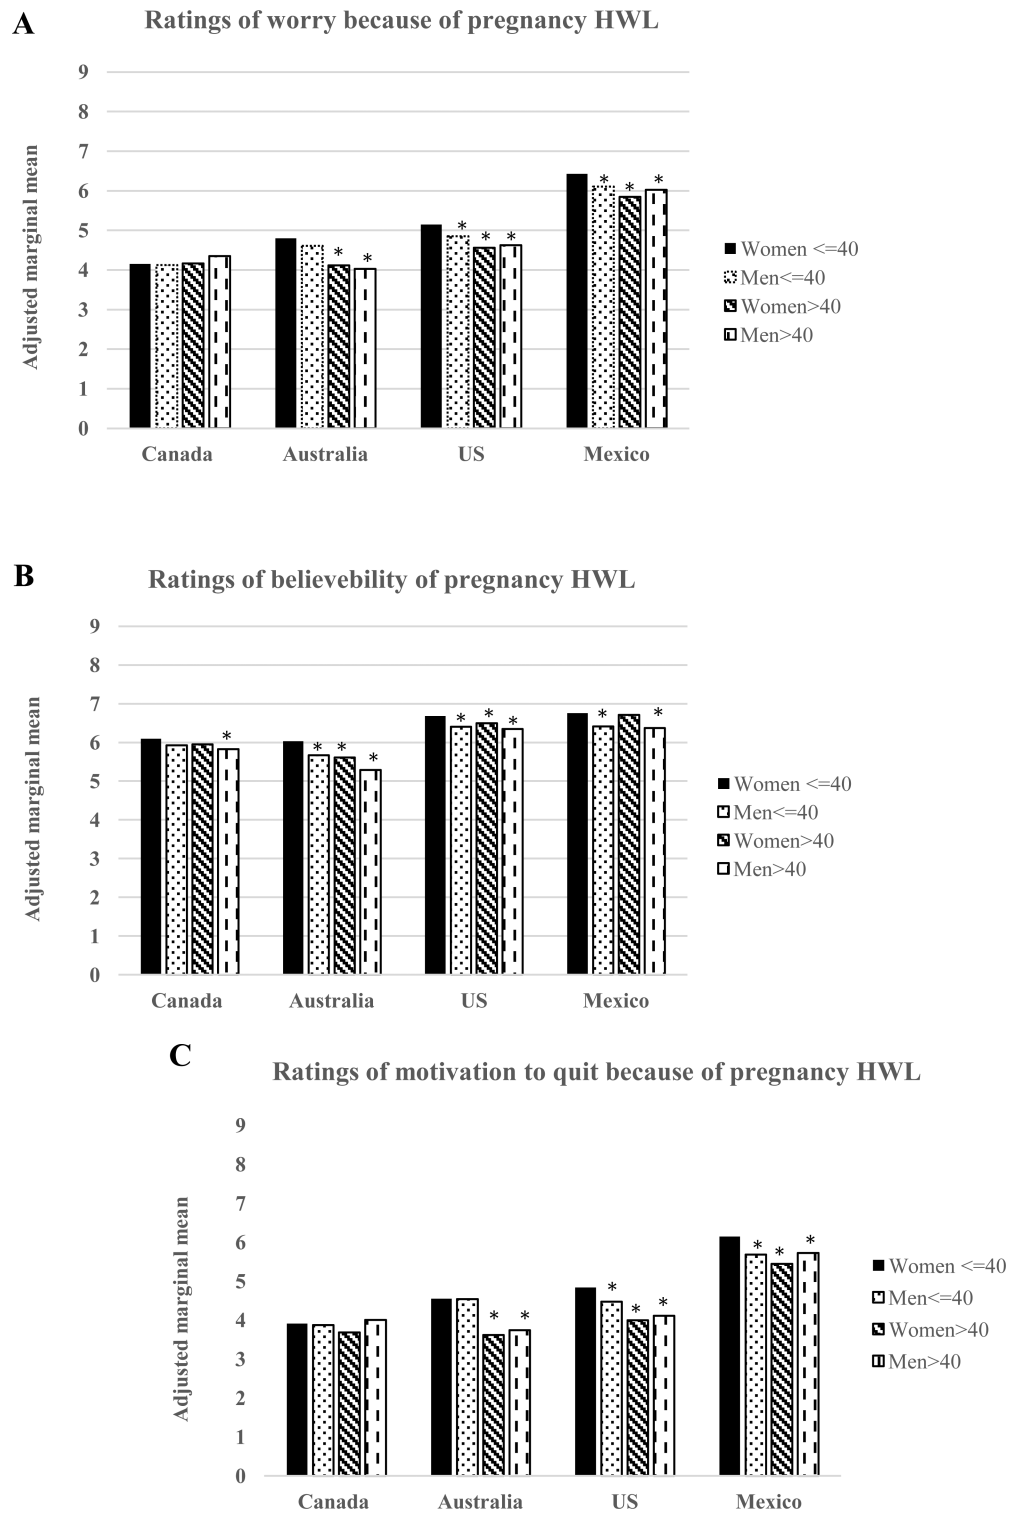 A
Ratings of worry because of pregnancy HWL
9
8
7
6
5
4
3
2
1
0
Adjusted marginal mean
* * * * * * * *
Canada Australia US Mexico
Women <=40
Men<=40
Women>40
Men>40
B
Ratings of believebility of pregnancy HWL
9
8
7
6
5
4
3
2
1
0
Adjusted marginal mean
* * * * * * * * *
Canada Australia US Mexico
Women <=40
Men<=40
Women>40
Men>40
C
Ratings of motivation to quit because of pregnancy HWL
9
8
7
6
5
4
3
2
1
0
Adjusted marginal mean
* * * * * * * *
Canada Australia US Mexico
Women <=40
Men<=40
Women>40
Men>40